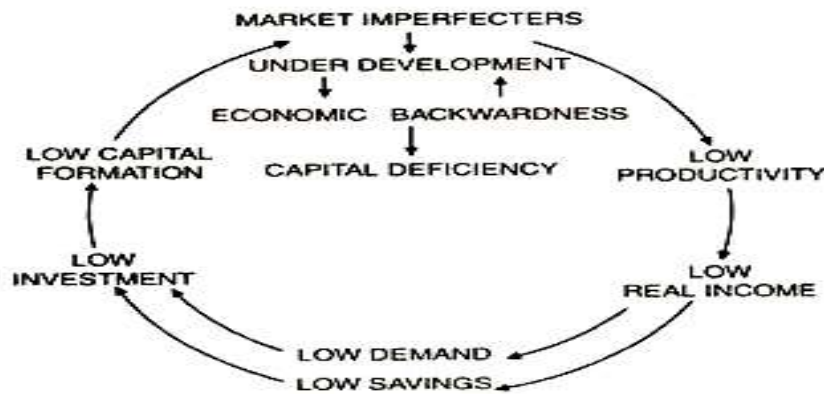 MARKET IMPERFECTERS
UNDER DEVELOPMENT
ECONOMIC BACKWARDNESS
LOW CAPITAL
FORMATION
CAPITAL DEFICIENCY
LOW
PRODUCTIVITY
LOW
INVESTMENT
LOW
REAL INCOME
LOW DEMAND
LOW SAVINGS